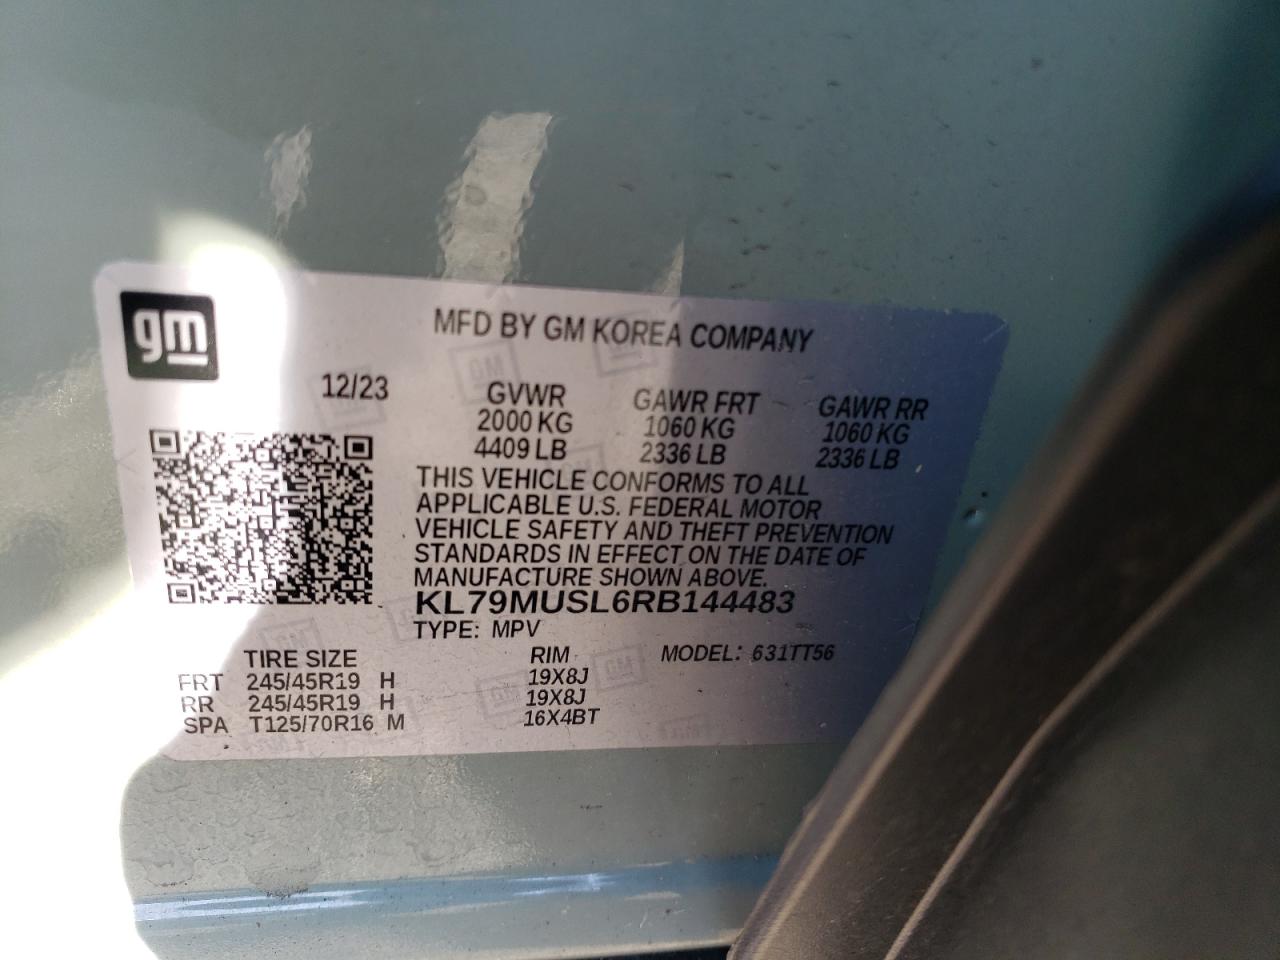 gm
MFD BY GM KOREA COMPANY
12/23 GVWR GAWR FRT GAWR RR
2000 KG 1060 KG 1060 KG
4409 LB 2336 LB 2336 LB
THIS VEHICLE CONFORMS TO ALL
APPLICABLE U.S. FEDERAL MOTOR
VEHICLE SAFETY AND THEFT PREVENTION
STANDARDS IN EFFECT ON THE DATE OF
MANUFACTURE SHOWN ABOVE.
KL79MUSL6RB144483
TYPE: MPV
TIRE SIZE RIM MODEL: 631TT56
FRT 245/45R19 H 19X8J
RR 245/45R19 H 19X8J
SPA T125/70R16 M 16X4BT